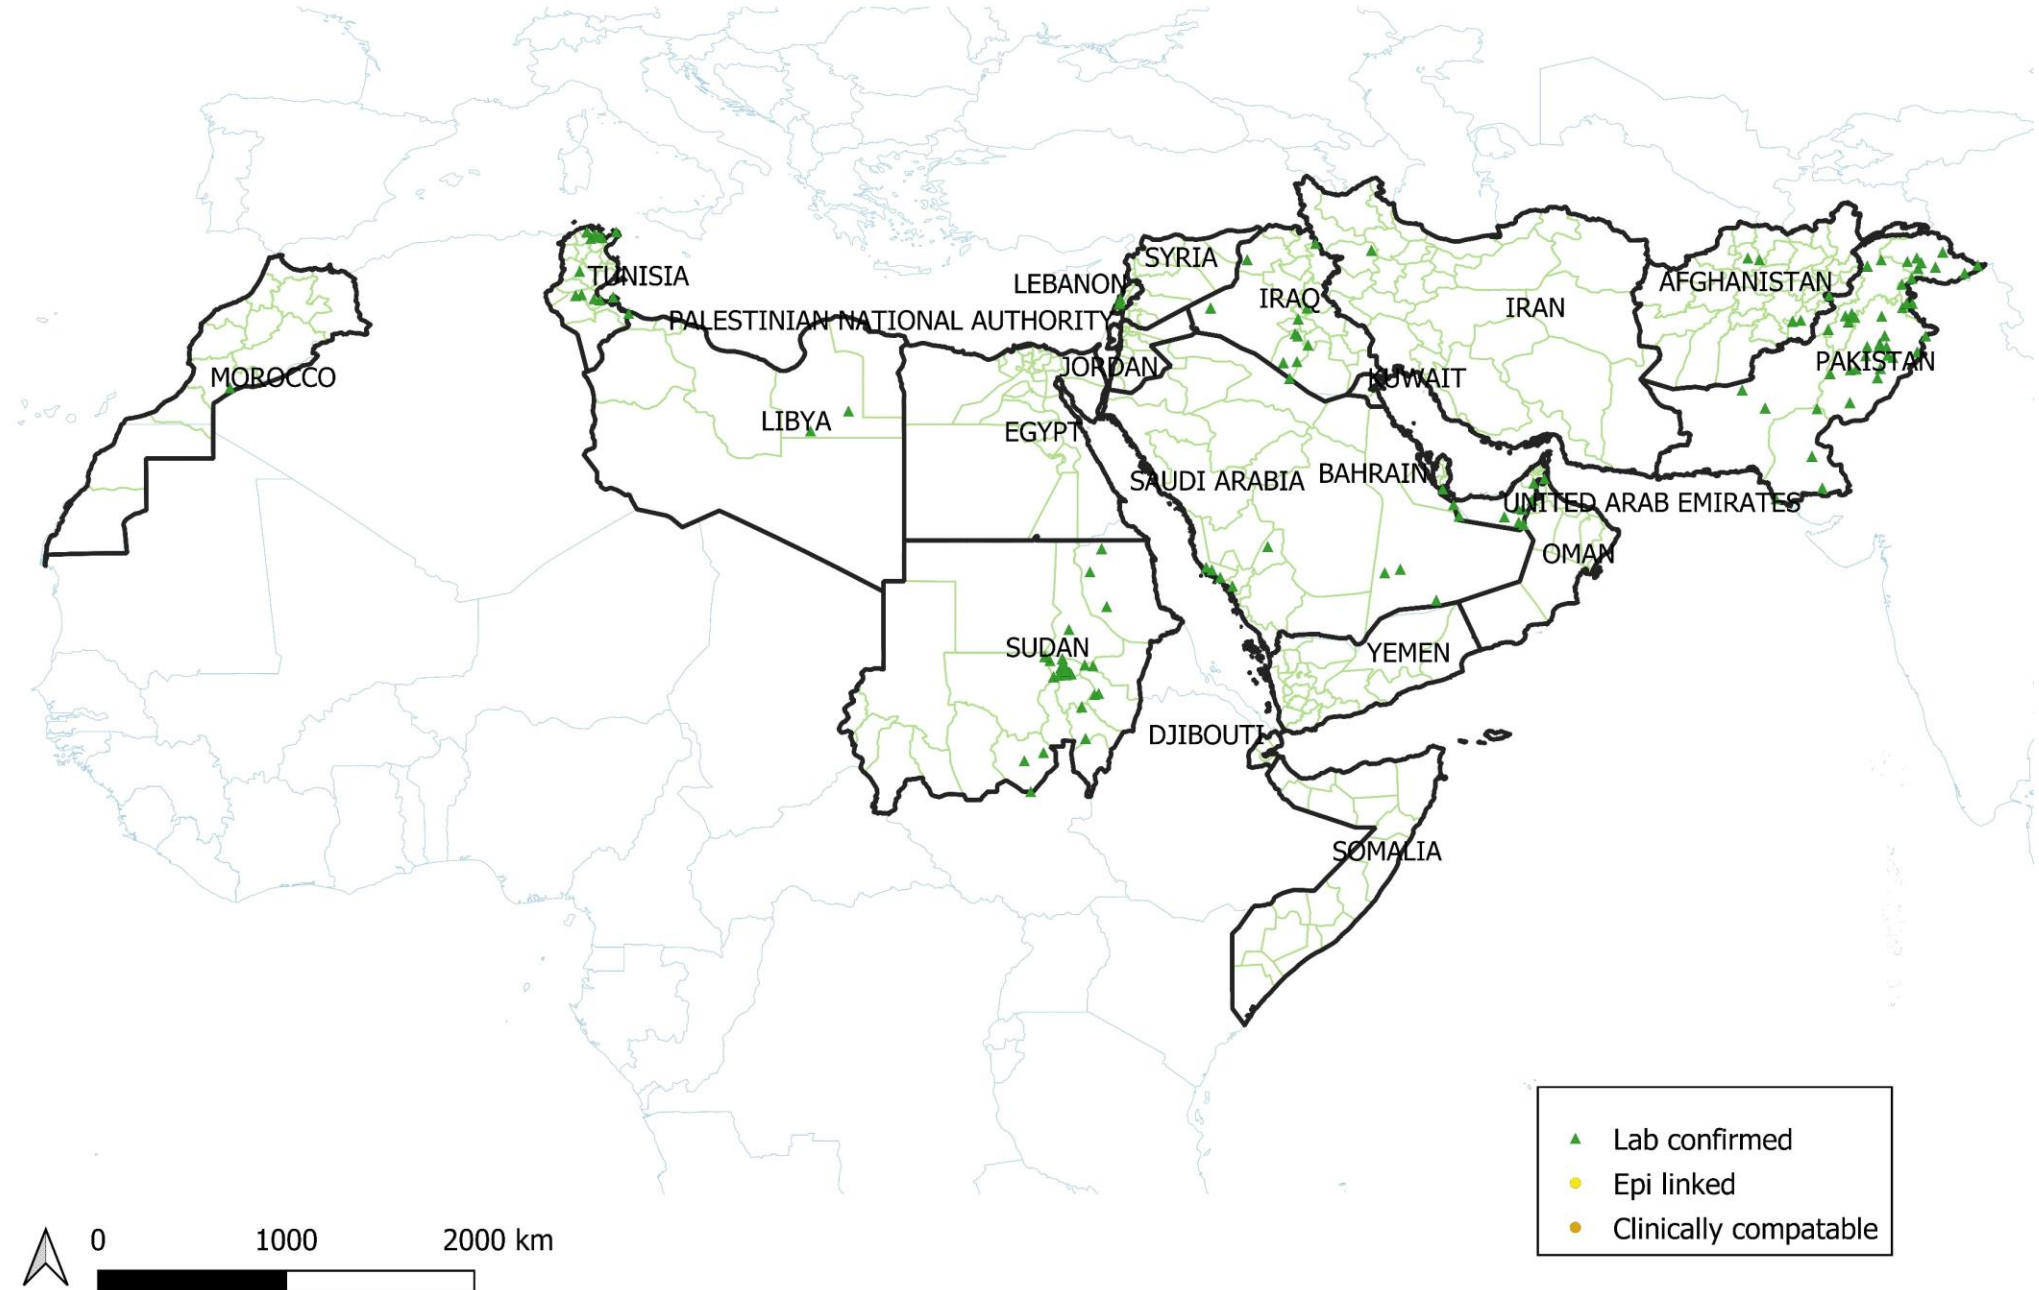 SYRIA
TUNISIA
LEBANON
AFGHANISTAN
IRAQ
IRAN
PALESTINIAN NATIONAL AUTHORITY
JORDAN
PAKISTAN
MOROCCO
KUWAIT
LIBYA
EGYPT
SAUDI ARABIA
BAHRAIN
UNITED ARAB EMIRATES
OMAN
SUDAN
YEMEN
DJIBOUTI
SOMALIA
Lab confirmed
Epi linked
Clinically compatable
0 1000 2000 km